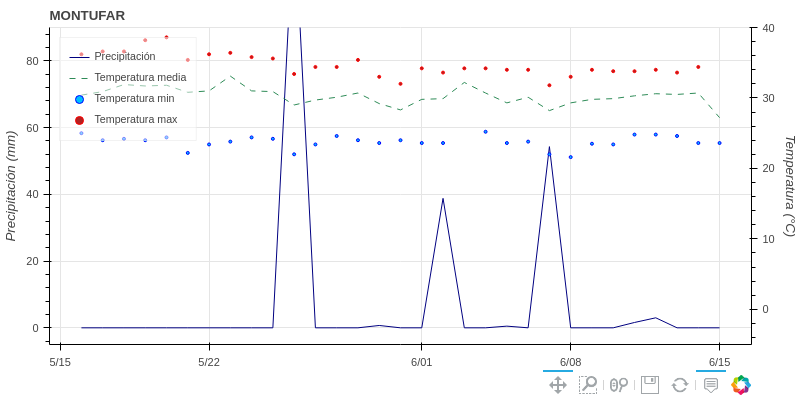 MONTUFAR
Precipitación
Temperatura media
Temperatura min
Temperatura max
Precipitación (mm)
80
60
40
20
0
Temperatura (°C)
40
30
20
10
0
5/15
5/22
6/01
6/08
6/15